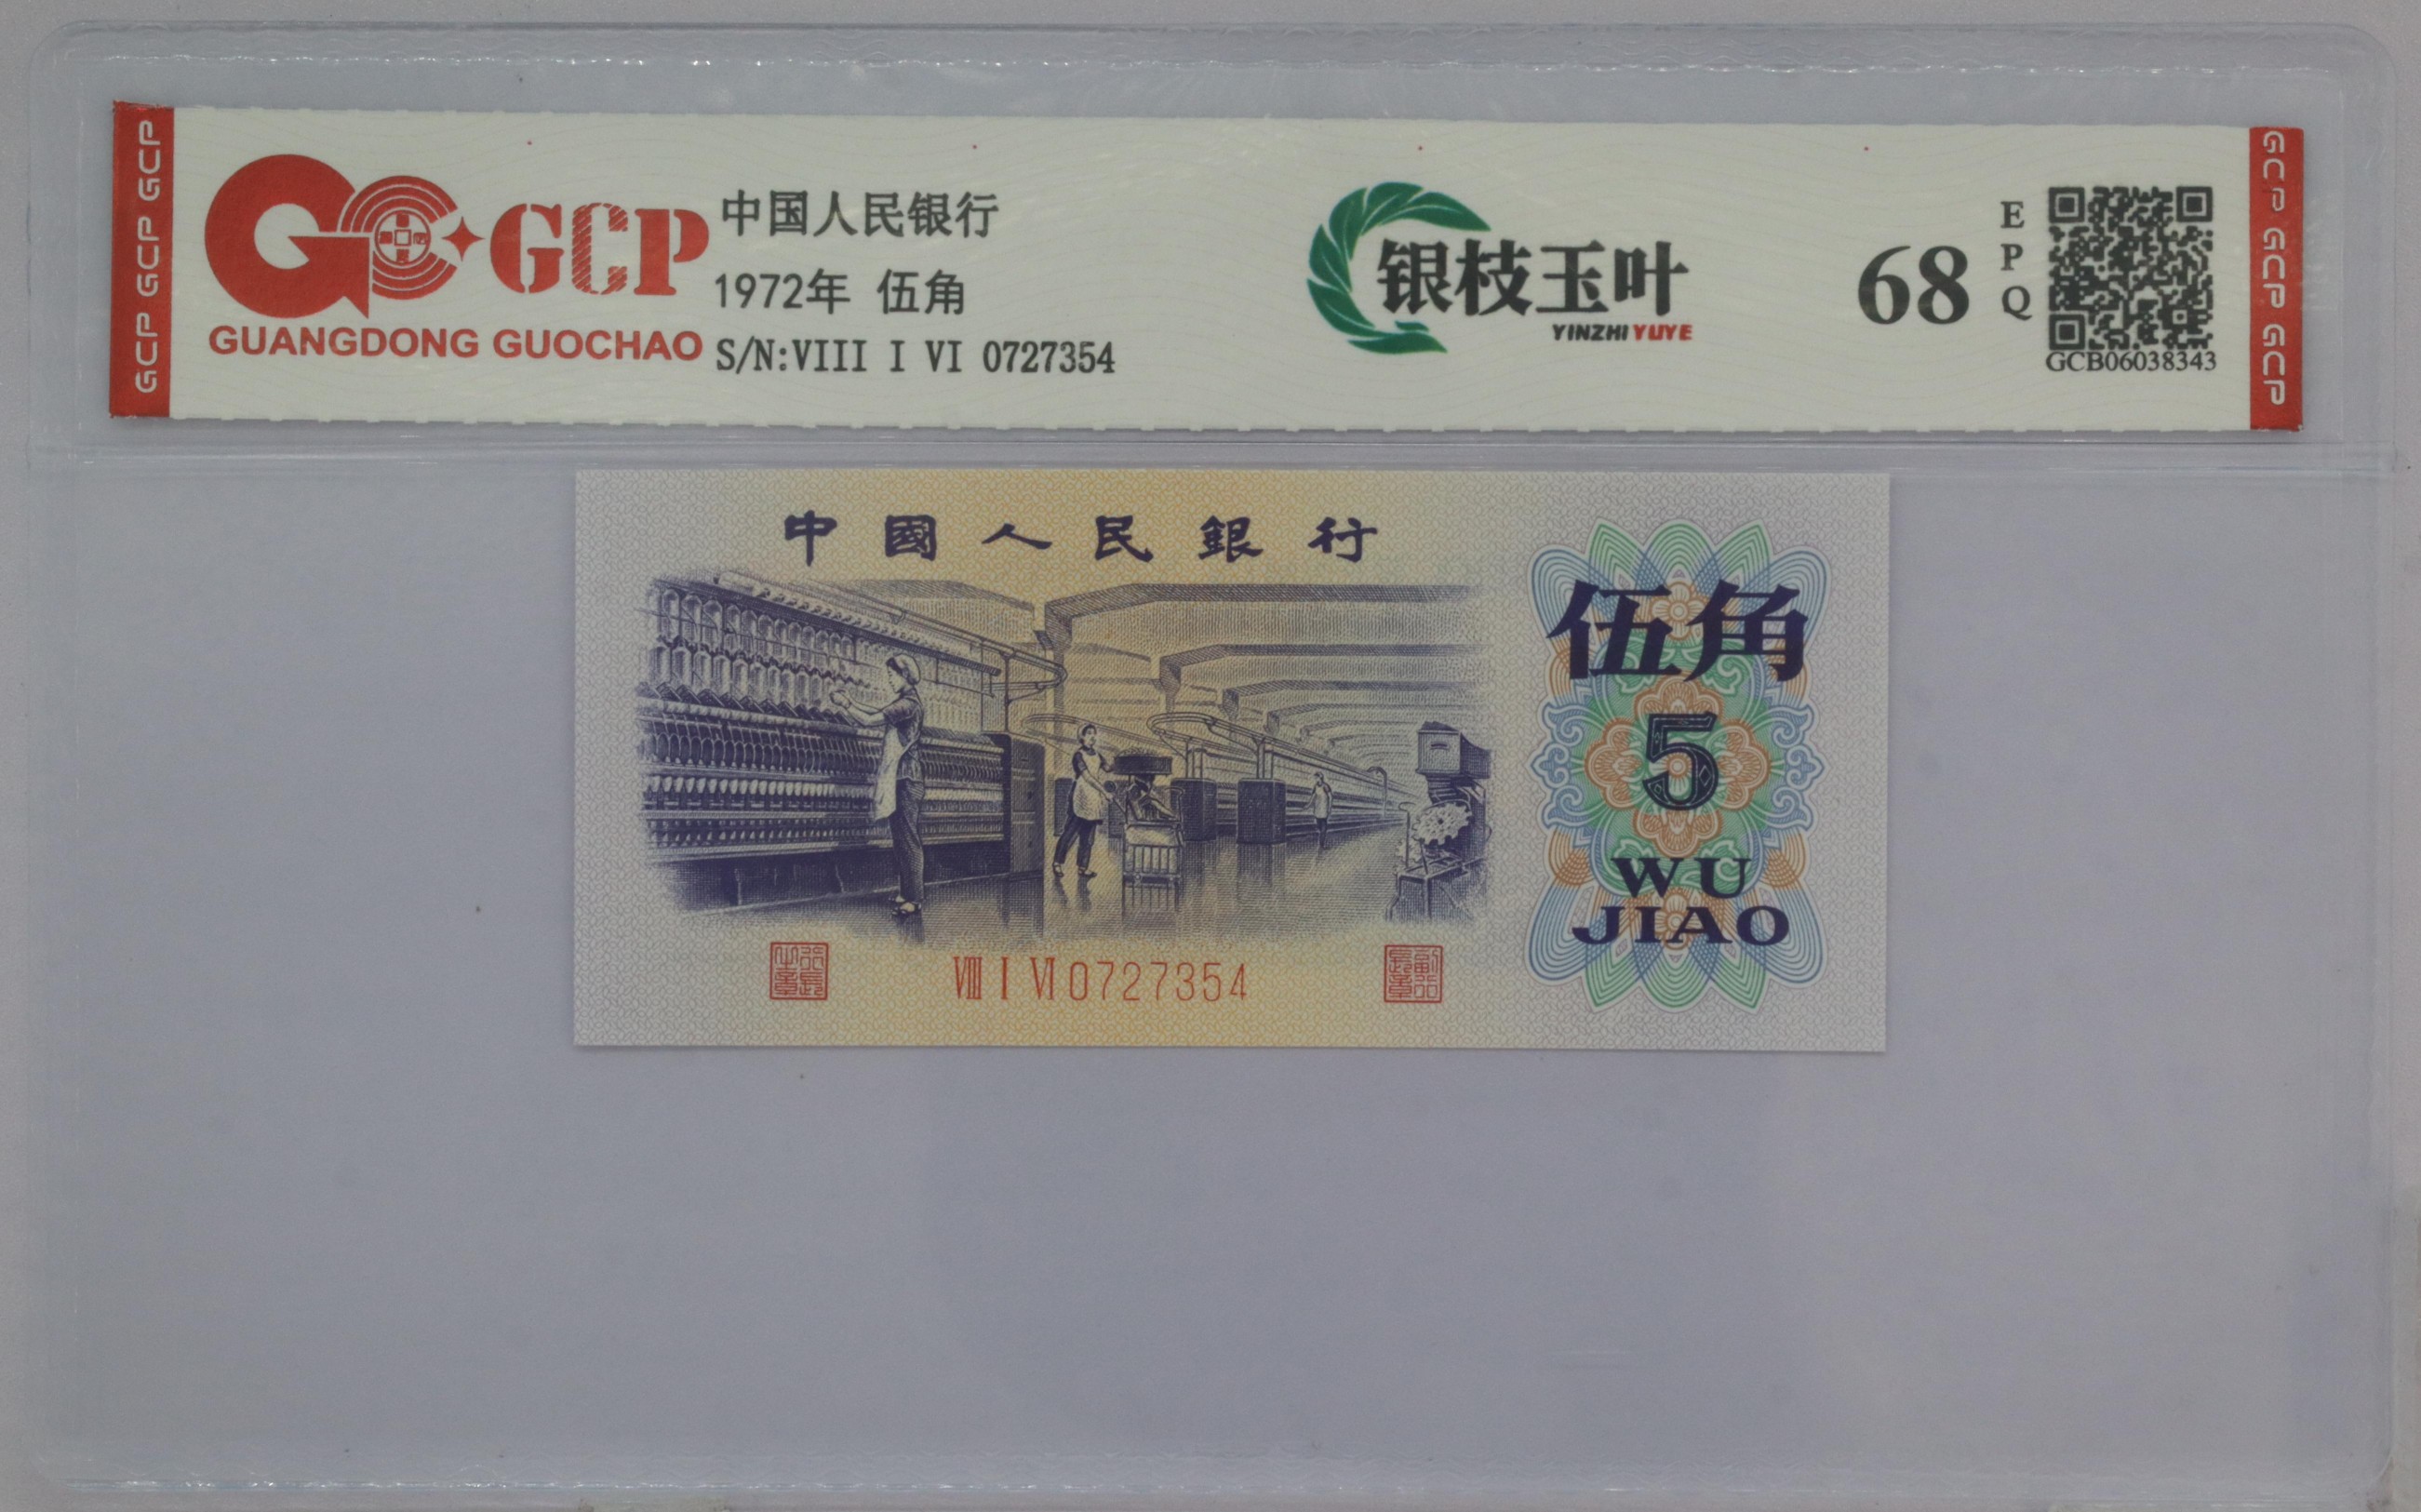 GCP GCP GCP
GCP
GUANGDONG GUOCHAO
中国人民银行
1972年 伍角
S/N:VIII I VI 0727354
银枝玉叶
YINZHI YUYE
68
EPQ
GCB06038343
GCP GCP GCP
中國人民銀行
伍角
5
WU
JIAO
VIII I VI 0727354